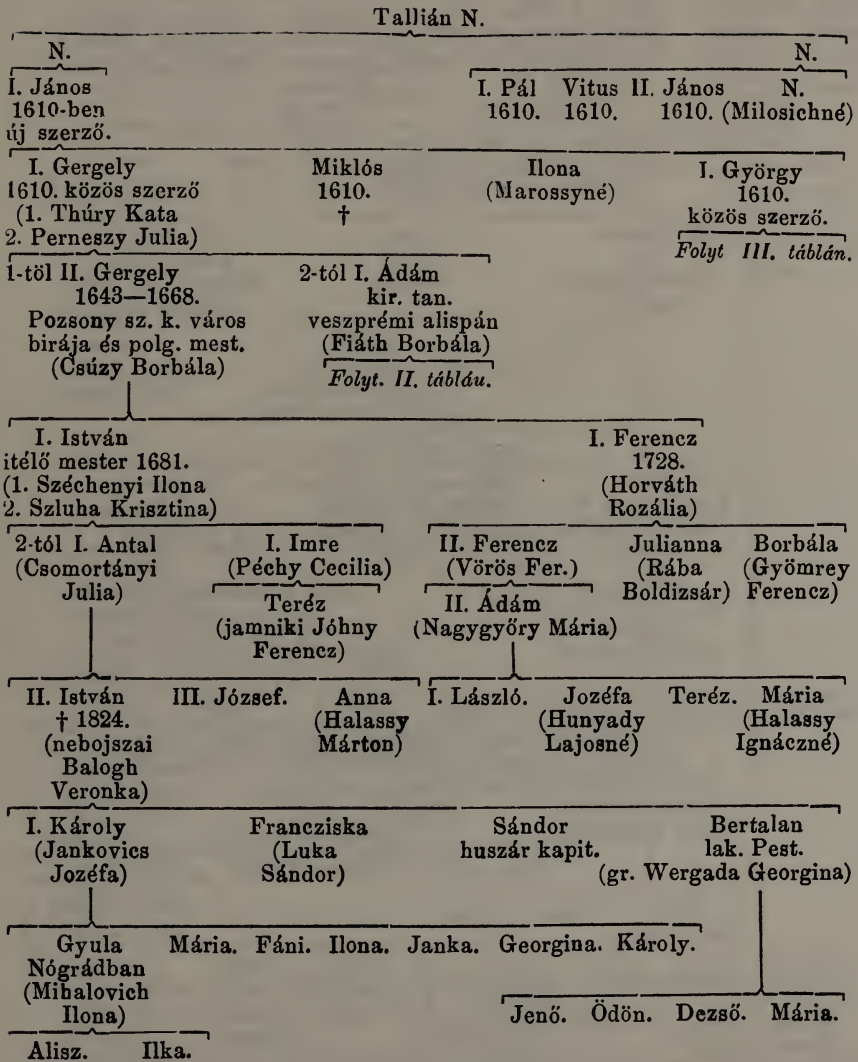 Tallián N.
N. N.
I. János I. Pál Vitus II. János N.
1610-ben 1610. 1610. 1610. (Milosichné)
új szerző.
I. Gergely Miklós Ilona I. György
1610. közös szerző 1610. (Marossyné) 1610.
(1. Thúry Kata † közös szerző.
2. Perneszy Julia) Folyt III. táblán.
1-töl II. Gergely 2-tól I. Ádám
1643—1668. kir. tan.
Pozsony sz. k. város veszprémi alispán
birája és polg. mest. (Fiáth Borbála)
(Csúzy Borbála) Folyt. II. tábláu.
I. István I. Ferencz
itélő mester 1681. 1728.
(1. Széchenyi Ilona (Horváth
2. Szluha Krisztina) Rozália)
2-tól I. Antal I. Imre II. Ferencz Julianna Borbála
(Csomortányi (Péchy Cecilia) (Vörös Fer.) (Rába (Gyömrey
Julia) Teréz II. Ádám Boldizsár) Ferencz)
(jamniki Jóhny (Nagygyőry Mária)
Ferencz)
II. István III. József. Anna I. László. Jozéfa Teréz. Mária
† 1824. (Halassy (Hunyady (Halassy
(nebojszai Márton) Lajosné) Ignáczné)
Balogh
Veronka)
I. Károly Francziska Sándor Bertalan
(Jankovics (Luka huszár kapit. lak. Pest.
Jozéfa) Sándor) (gr. Wergada Georgina)
Gyula Mária. Fáni. Ilona. Janka. Georgina. Károly.
Nógrádban
(Mihalovich
Ilona) Jenő. Ödön. Dezső. Mária.
Alisz. Ilka.